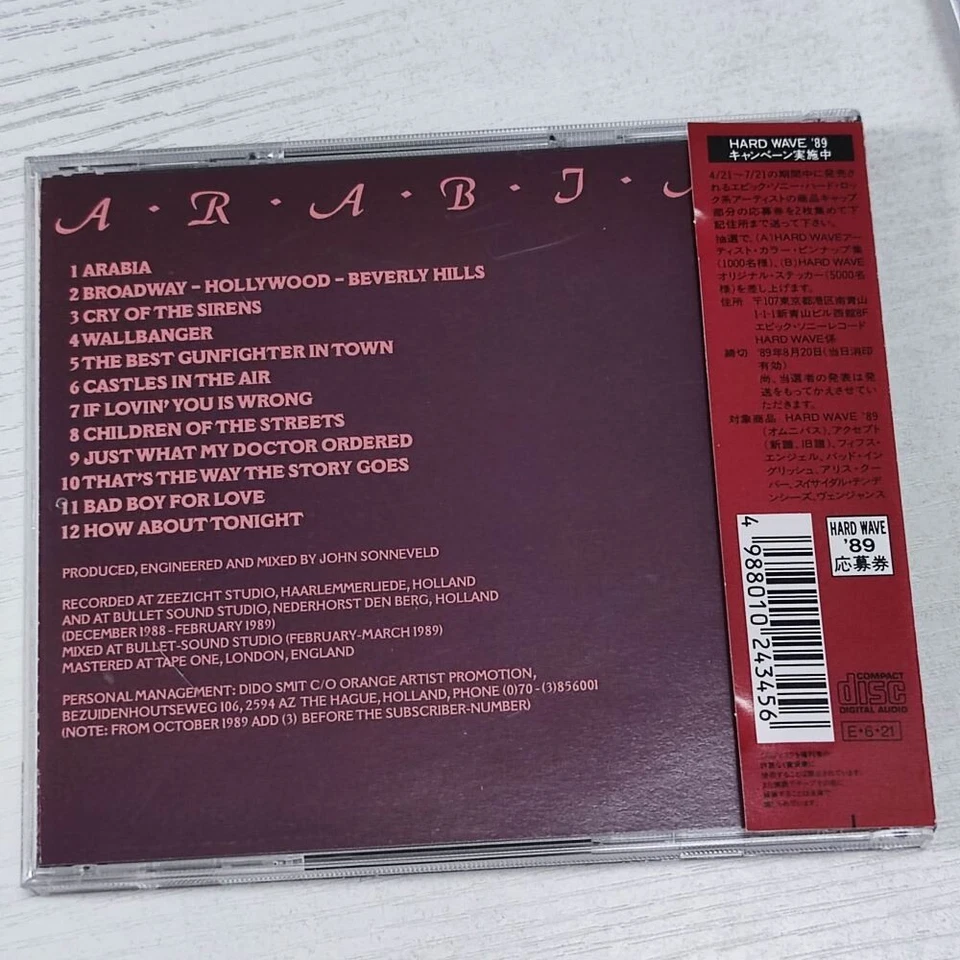 A · R · A · B · I ·
1 ARABIA
2 BROADWAY – HOLLYWOOD – BEVERLY HILLS
3 CRY OF THE SIRENS
4 WALLBANGER
5 THE BEST GUNFIGHTER IN TOWN
6 CASTLES IN THE AIR
7 IF LOVIN' YOU IS WRONG
8 CHILDREN OF THE STREETS
9 JUST WHAT MY DOCTOR ORDERED
10 THAT'S THE WAY THE STORY GOES
11 BAD BOY FOR LOVE
12 HOW ABOUT TONIGHT
PRODUCED, ENGINEERED AND MIXED BY JOHN SONNEVELD
RECORDED AT ZEEZICHT STUDIO, HAARLEMMERLIEDE, HOLLAND
AND AT BULLET SOUND STUDIO, NEDERHORST DEN BERG, HOLLAND
(DECEMBER 1988 - FEBRUARY 1989)
MIXED AT BULLET-SOUND STUDIO (FEBRUARY-MARCH 1989)
MASTERED AT TAPE ONE, LONDON, ENGLAND
PERSONAL MANAGEMENT: DIDO SMIT C/O ORANGE ARTIST PROMOTION,
BEZUIDENHOUTSEWEG 106, 2594 AZ THE HAGUE, HOLLAND, PHONE (0)70 - (3)856001
(NOTE: FROM OCTOBER 1989 ADD (3) BEFORE THE SUBSCRIBER-NUMBER)
HARD WAVE '89
キャンペーン実施中
4/21〜7/21の期間中に発売さ
れるエピック・ソニー・ハード・ロッ
ク系アーティストの商品キャップ
部分の応募券を2枚集めて下
記住所まで送って下さい。
抽選で、(A)HARD WAVEアー
ティスト・カラー・ピンナップ集
(1000名様)、(B)HARD WAVE
オリジナル・ステッカー(5000名
様)を差し上げます。
住所 〒107東京都港区南青山
1-1-1新青山ビル西館8F
エピック・ソニーレコード
HARD WAVE係
締切 '89年8月20日(当日消印
有効)
尚、当選者の発表は発
送をもってかえさせてい
ただきます。
対象商品 HARD WAVE '89
(オムニバス)、アクセプト
(新譜、旧譜)、フィフス・
エンジェル、バッド・イン
グリッシュ、アリス・クー
パー、スイサイダル・テンデ
ンシーズ、ヴェンジャンス
4 988010 243456
HARD WAVE
'89
応募券
COMPACT
disc
DIGITAL AUDIO
E・6・21